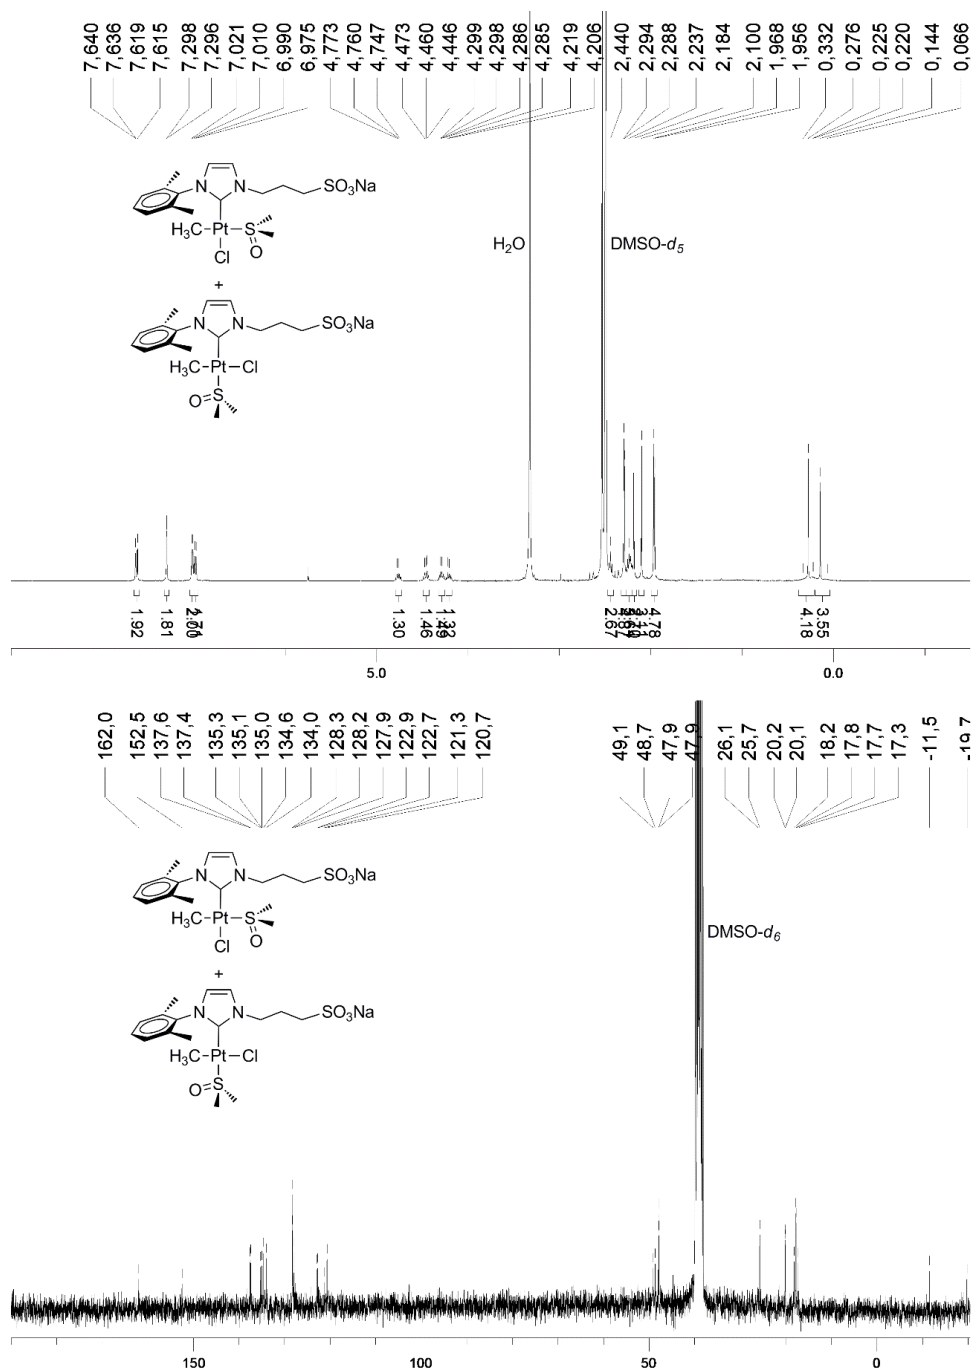 7,640 7,636 7,619 7,615 7,298 7,296 7,021 7,010 6,990 6,975 4,773 4,760 4,747 4,473 4,460 4,446 4,299 4,298 4,286 4,285 4,219 4,206 2,440 2,294 2,288 2,237 2,184 2,100 1,968 1,956 0,332 0,276 0,225 0,220 0,144 0,066
N N SO3Na
H3C Pt S
Cl O
H2O DMSO-d5
+
N N SO3Na
H3C Pt Cl
O S
1.92 1.81 1.30 1.46 1.32 2.67 3.11 4.78 4.18 3.55
5.0 0.0
162,0 152,5 137,6 137,4 135,3 135,1 135,0 134,6 134,0 128,3 128,2 127,9 122,9 122,7 121,3 120,7 49,1 48,7 47,9 47,9 26,1 25,7 20,2 20,1 18,2 17,8 17,7 17,3 -11,5 -19,7
N N SO3Na
H3C Pt S
Cl O
DMSO-d6
+
N N SO3Na
H3C Pt Cl
O S
150 100 50 0